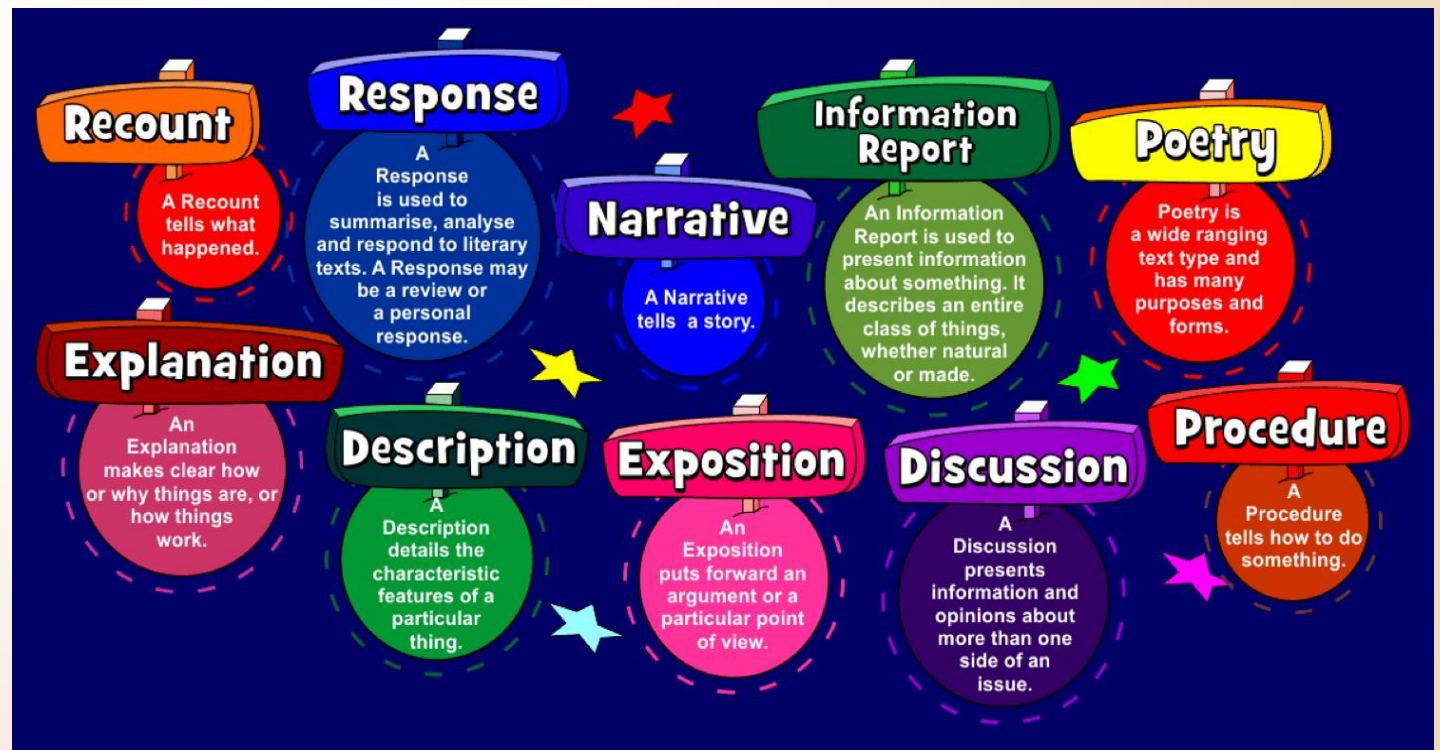 Recount
A Recount
tells what
happened.
Response
A
Response
is used to
summarise, analyse
and respond to literary
texts. A Response may
be a review or
a personal
response.
Narrative
A Narrative
tells  a story.
Information
Report
An Information
Report is used to
present information
about something. It
describes an entire
class of things,
whether natural
or made.
Poetry
Poetry is
a wide ranging
text type and
has many
purposes and
forms.
Explanation
An
Explanation
makes clear how
or why things are, or
how things
work.
Description
A
Description
details the
characteristic
features of a
particular
thing.
Exposition
An
Exposition
puts forward an
argument or a
particular point
of view.
Discussion
A
Discussion
presents
information and
opinions about
more than one
side of an
issue.
Procedure
A
Procedure
tells how to do
something.